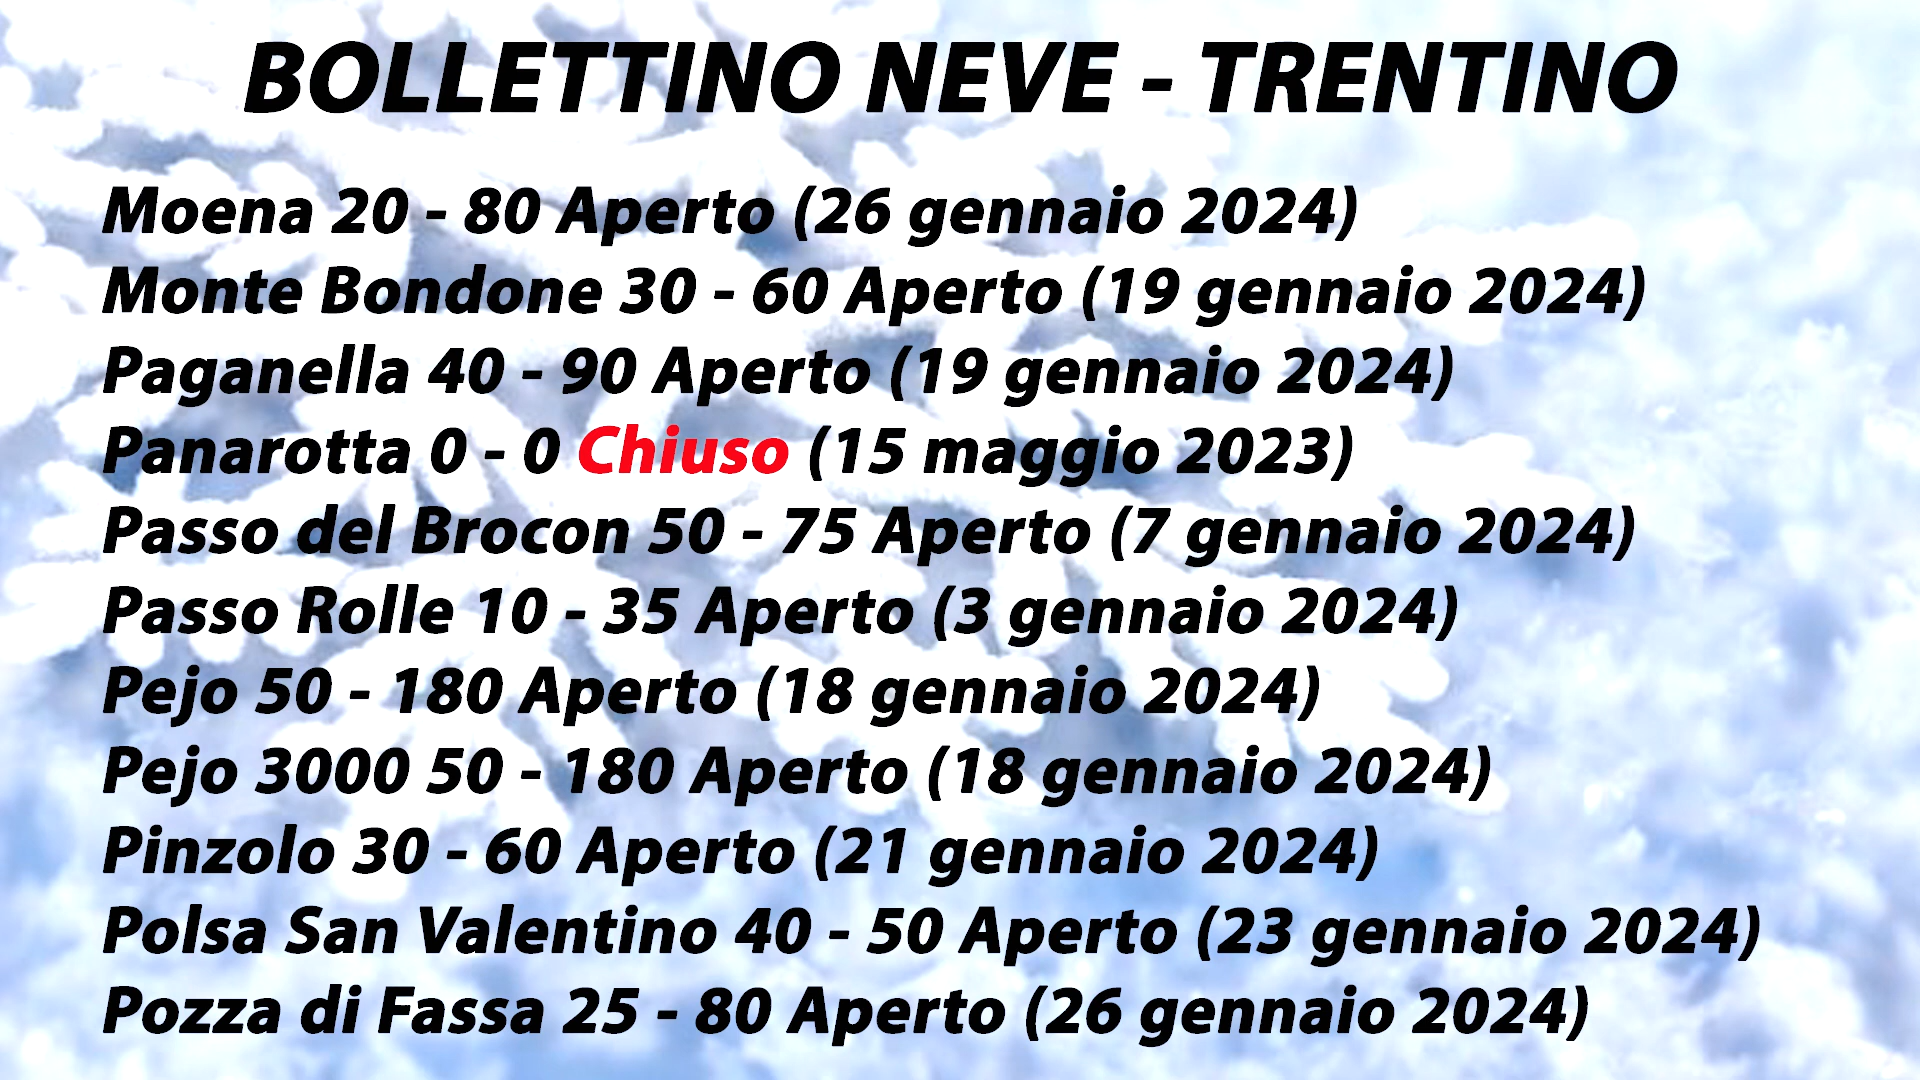 BOLLETTINO NEVE - TRENTINO
Moena 20 - 80 Aperto (26 gennaio 2024)
Monte Bondone 30 - 60 Aperto (19 gennaio 2024)
Paganella 40 - 90 Aperto (19 gennaio 2024)
Panarotta 0 - 0 Chiuso (15 maggio 2023)
Passo del Brocon 50 - 75 Aperto (7 gennaio 2024)
Passo Rolle 10 - 35 Aperto (3 gennaio 2024)
Pejo 50 - 180 Aperto (18 gennaio 2024)
Pejo 3000 50 - 180 Aperto (18 gennaio 2024)
Pinzolo 30 - 60 Aperto (21 gennaio 2024)
Polsa San Valentino 40 - 50 Aperto (23 gennaio 2024)
Pozza di Fassa 25 - 80 Aperto (26 gennaio 2024)